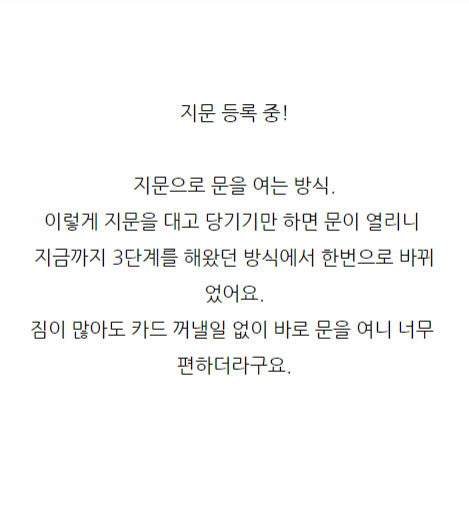 지문 등록 중!
지문으로 문을 여는 방식.
이렇게 지문을 대고 당기기만 하면 문이 열리니
지금까지 3단계를 해왔던 방식에서 한번으로 바뀌
었어요.
짐이 많아도 카드 꺼낼일 없이 바로 문을 여니 너무
편하더라구요.